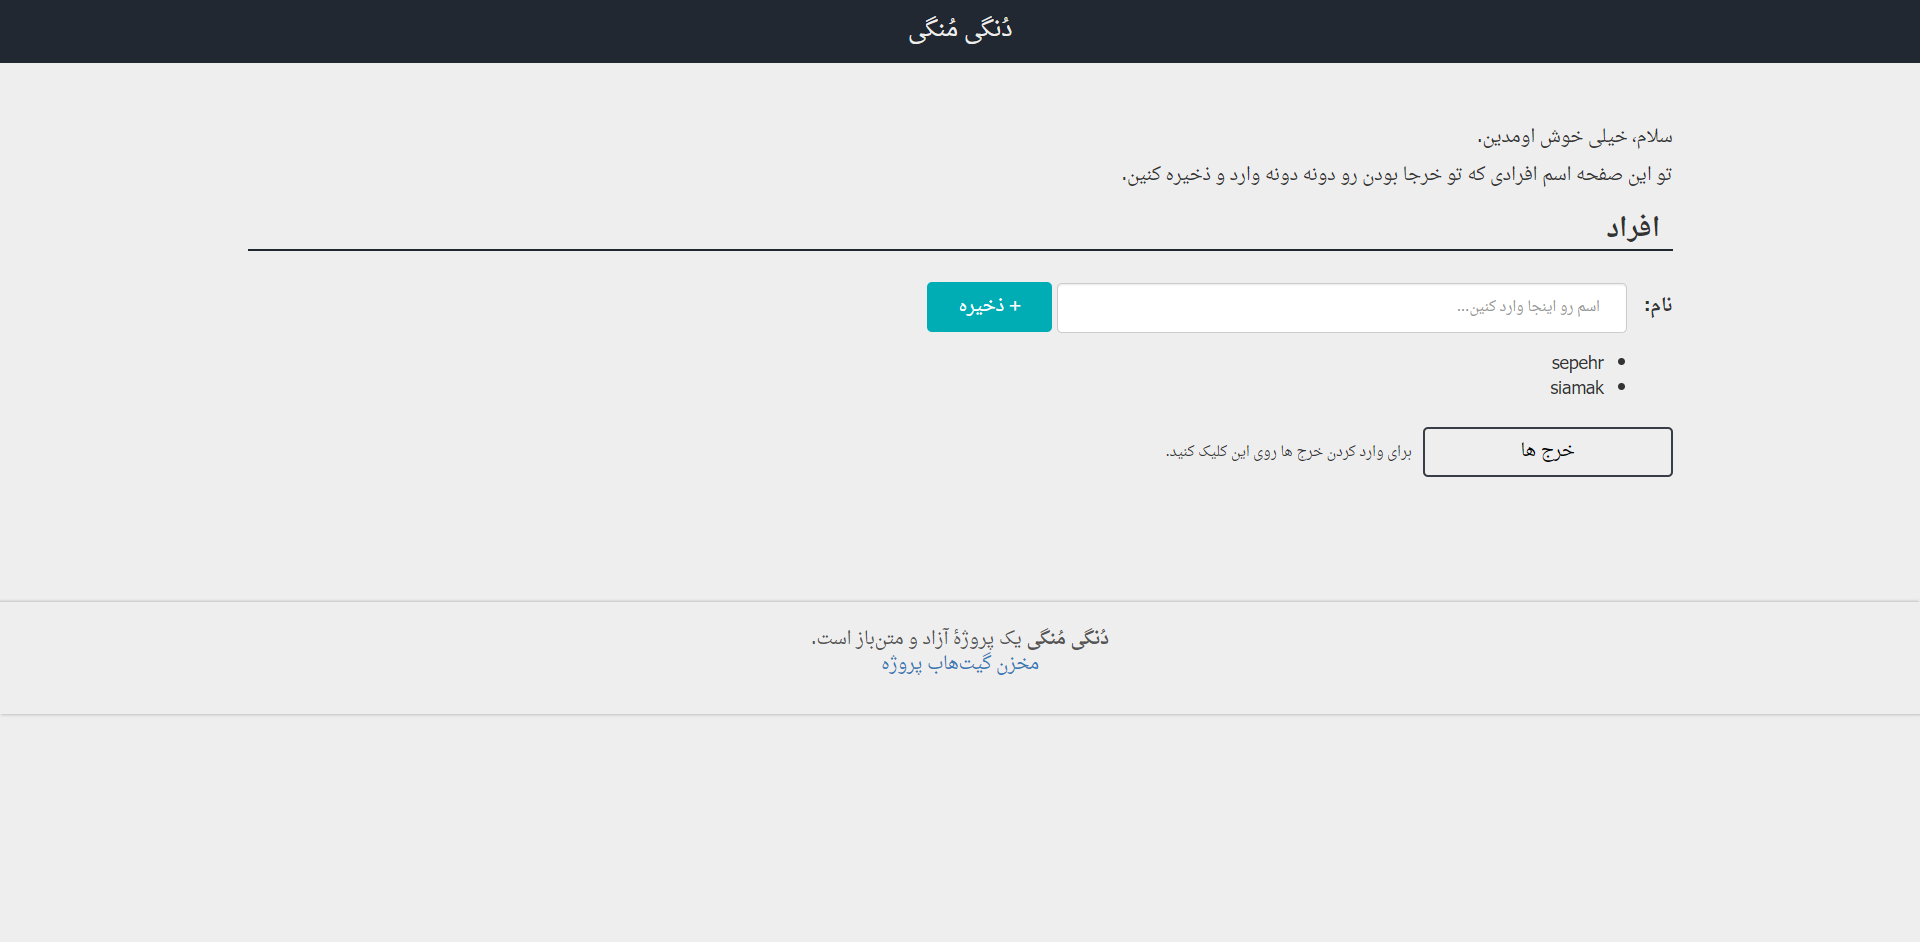 دُنگی مُنگی
سلام، خیلی خوش اومدین.
تو این صفحه اسم افرادی که تو خرجا بودن رو دونه دونه وارد و ذخیره کنین.
افراد
نام:
اسم رو اینجا وارد کنین...
+ ذخیره
sepehr
siamak
خرج ها
برای وارد کردن خرج ها روی این کلیک کنید.
دُنگی مُنگی یک پروژهٔ آزاد و متن‌باز است.
مخزن گیت‌هاب پروژه